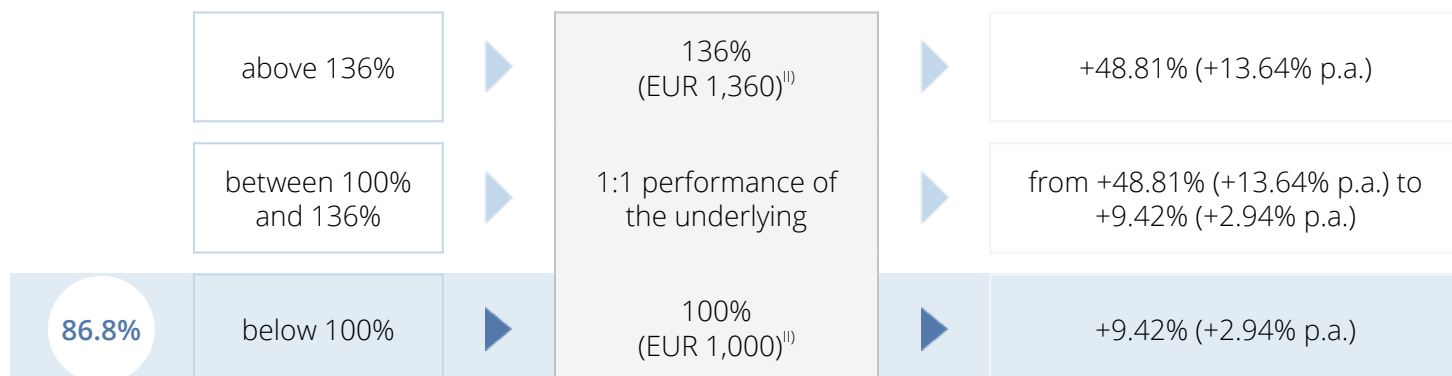 above 136%
136%
(EUR 1,360)II)
+48.81% (+13.64% p.a.)
between 100%
and 136%
1:1 performance of
the underlying
from +48.81% (+13.64% p.a.) to
+9.42% (+2.94% p.a.)
86.8%
below 100%
100%
(EUR 1,000)II)
+9.42% (+2.94% p.a.)